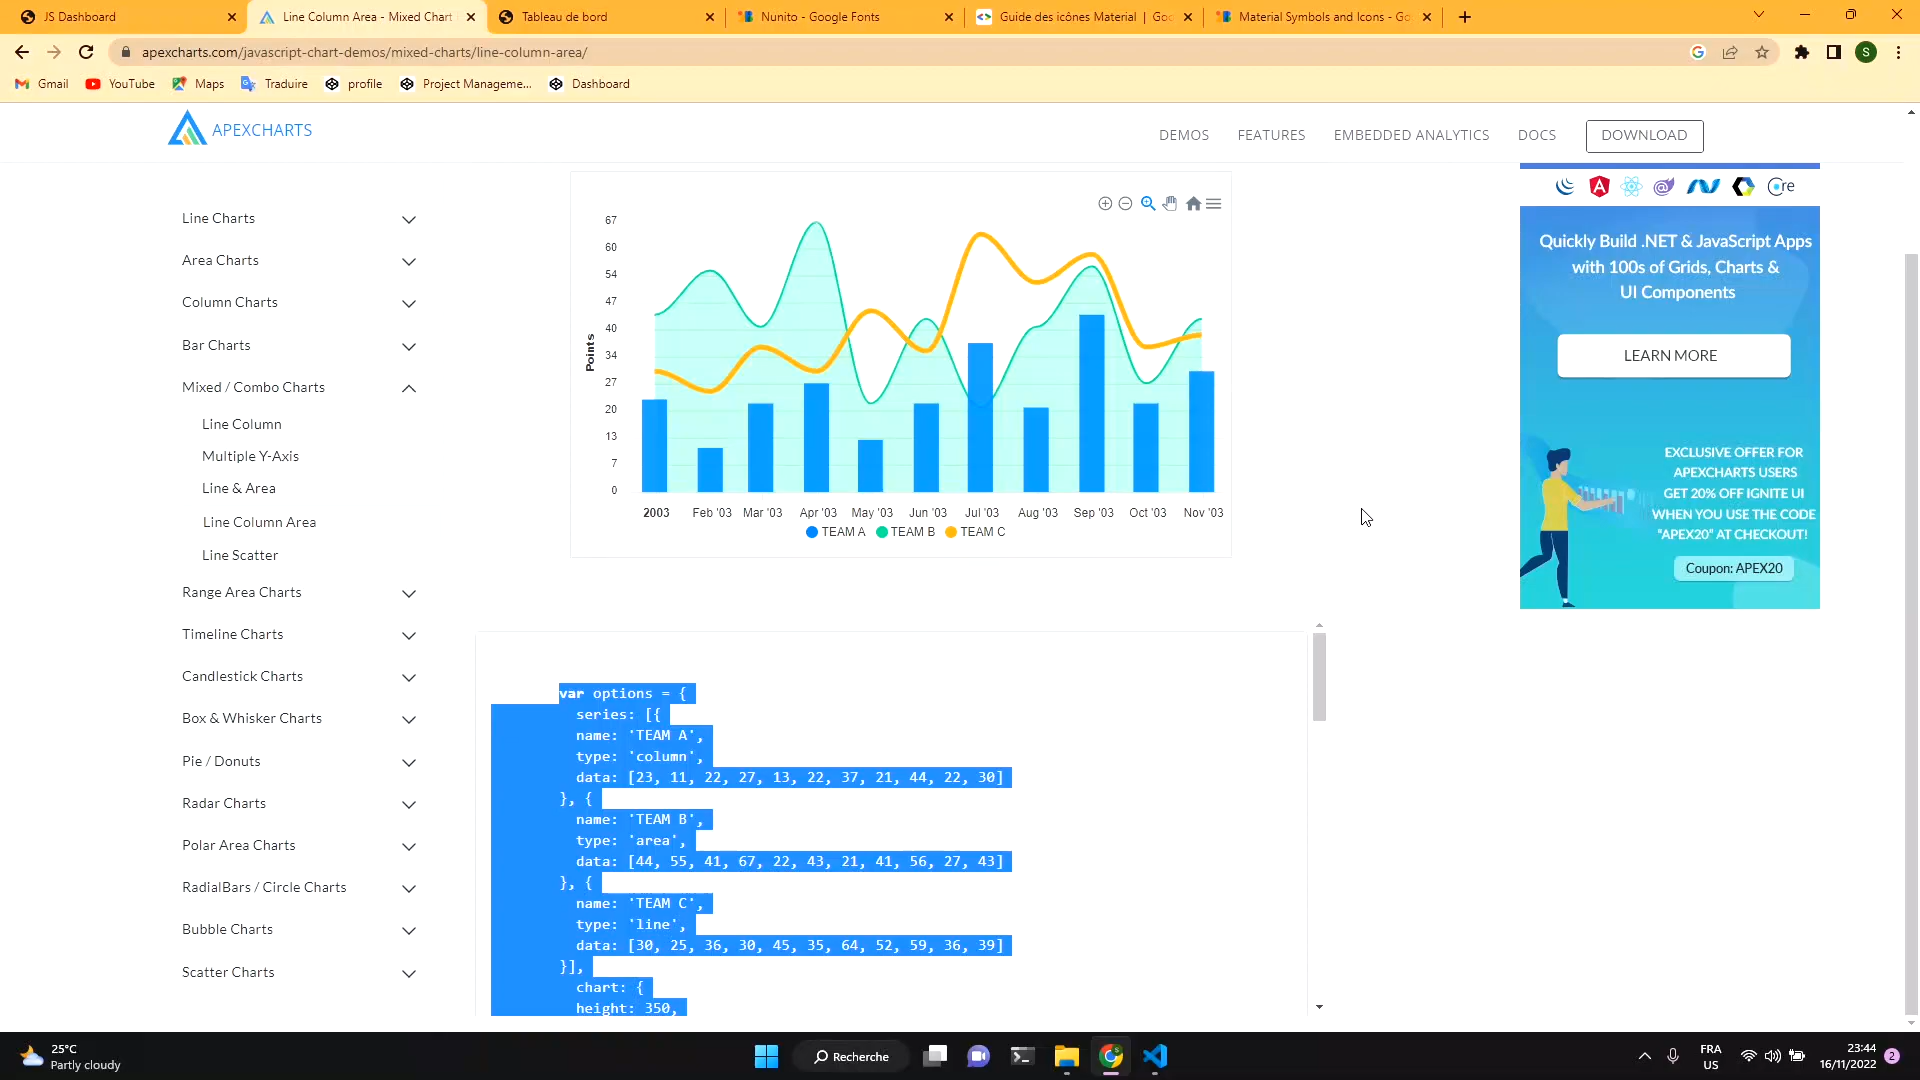 JS Dashboard
Line Column Area - Mixed Chart
Tableau de bord
Nunito - Google Fonts
Guide des icônes Material | Goo
Material Symbols and Icons - Go
apexcharts.com/javascript-chart-demos/mixed-charts/line-column-area/
S
Gmail
YouTube
Maps
Traduire
profile
Project Manageme...
Dashboard
APEXCHARTS
DEMOS
FEATURES
EMBEDDED ANALYTICS
DOCS
DOWNLOAD
Line Charts
Area Charts
Column Charts
Bar Charts
Mixed / Combo Charts
Line Column
Multiple Y-Axis
Line & Area
Line Column Area
Line Scatter
Range Area Charts
Timeline Charts
Candlestick Charts
Box & Whisker Charts
Pie / Donuts
Radar Charts
Polar Area Charts
RadialBars / Circle Charts
Bubble Charts
Scatter Charts
Points
67
60
54
47
40
34
27
20
13
7
0
2003 Feb '03 Mar '03 Apr '03 May '03 Jun '03 Jul '03 Aug '03 Sep '03 Oct '03 Nov '03
TEAM A TEAM B TEAM C
var options = {
series: [{
name: 'TEAM A',
type: 'column',
data: [23, 11, 22, 27, 13, 22, 37, 21, 44, 22, 30]
}, {
name: 'TEAM B',
type: 'area',
data: [44, 55, 41, 67, 22, 43, 21, 41, 56, 27, 43]
}, {
name: 'TEAM C',
type: 'line',
data: [30, 25, 36, 30, 45, 35, 64, 52, 59, 36, 39]
}],
chart: {
height: 350,
Core
Quickly Build .NET & JavaScript Apps
with 100s of Grids, Charts &
UI Components
LEARN MORE
EXCLUSIVE OFFER FOR
APEXCHARTS USERS
GET 20% OFF IGNITE UI
WHEN YOU USE THE CODE
"APEX20" AT CHECKOUT!
Coupon: APEX20
25°C
Partly cloudy
Recherche
FRA
US
23:44
16/11/2022
2